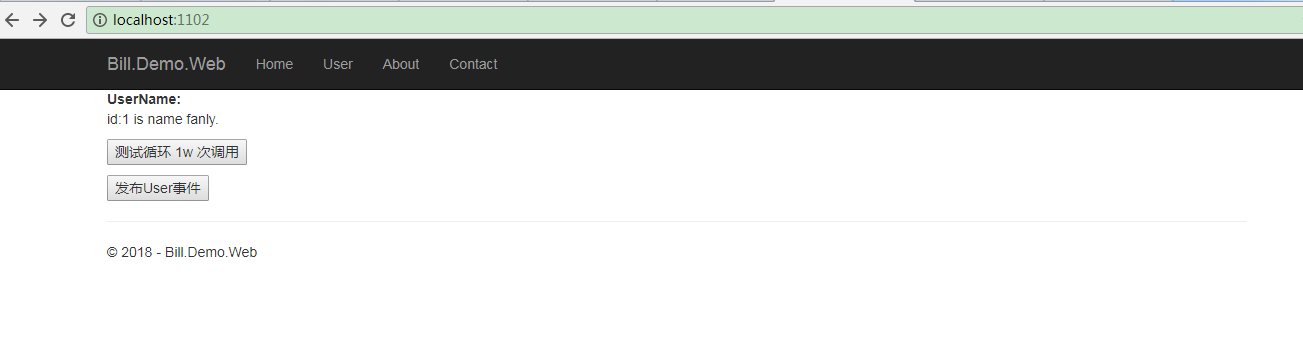 localhost:1102
Bill.Demo.Web Home User About Contact
UserName:
id:1 is name fanly.
测试循环 1w 次调用
发布User事件
© 2018 - Bill.Demo.Web